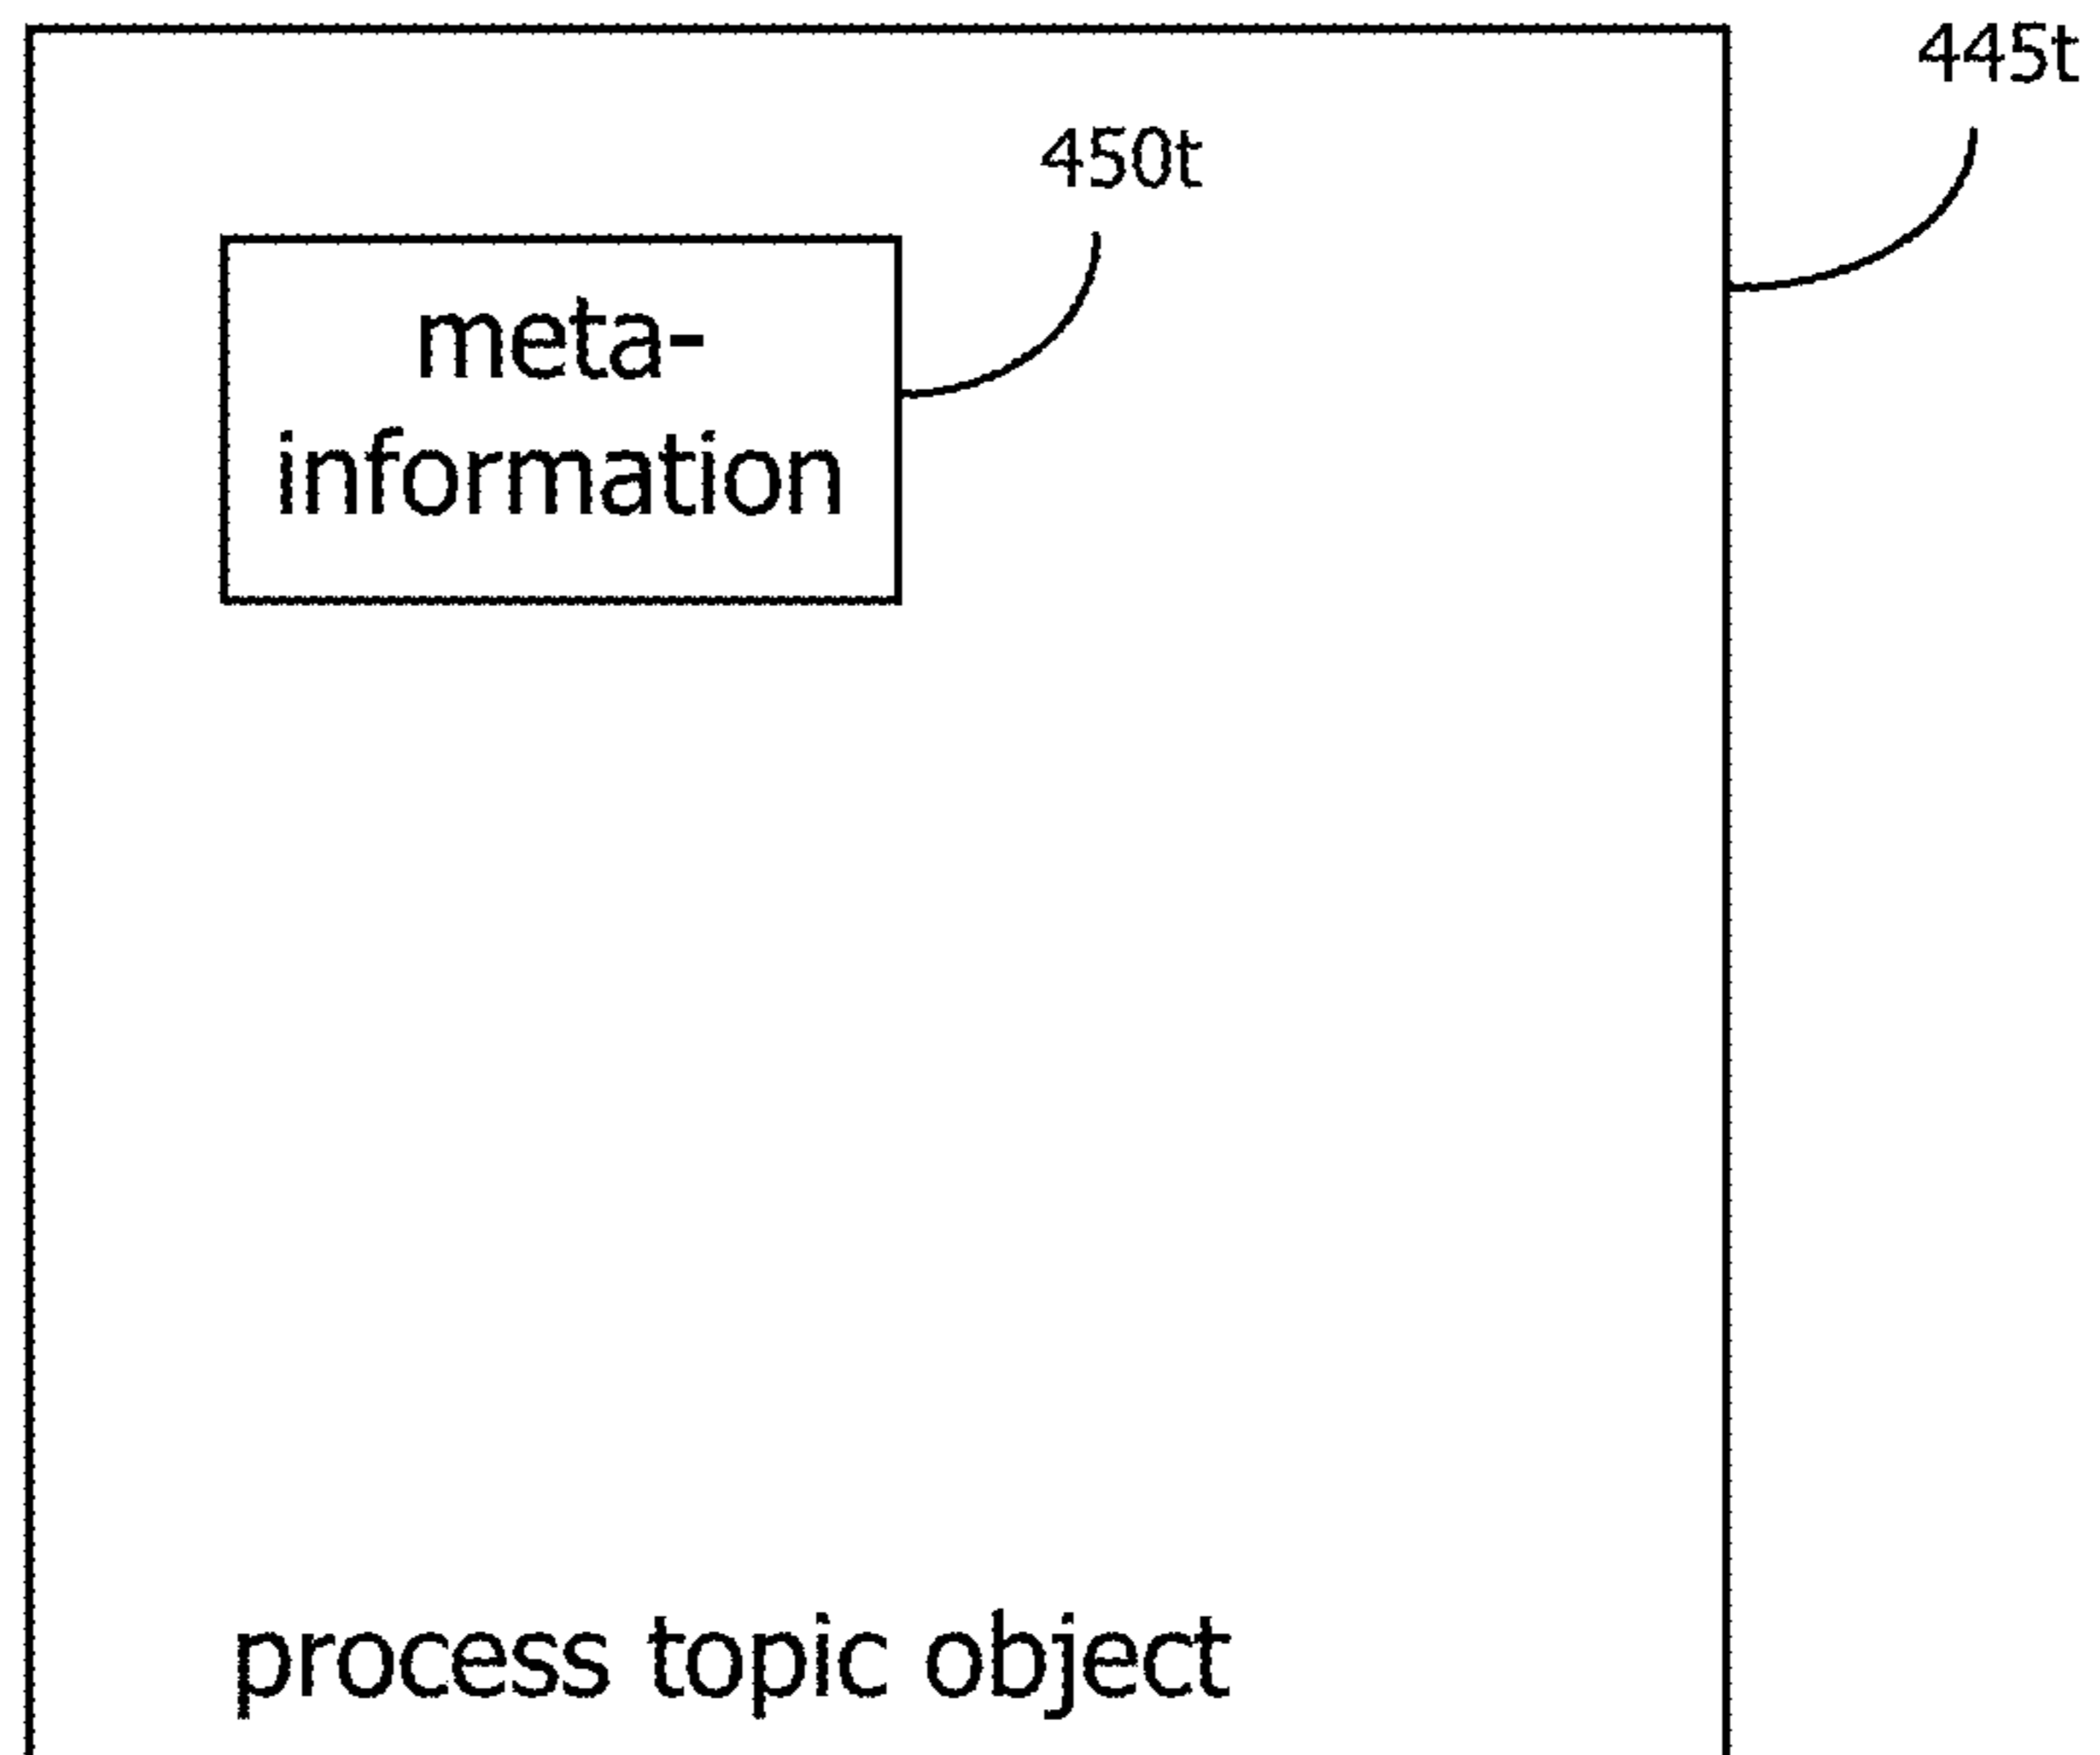 445t
450t
meta-
information
process topic object